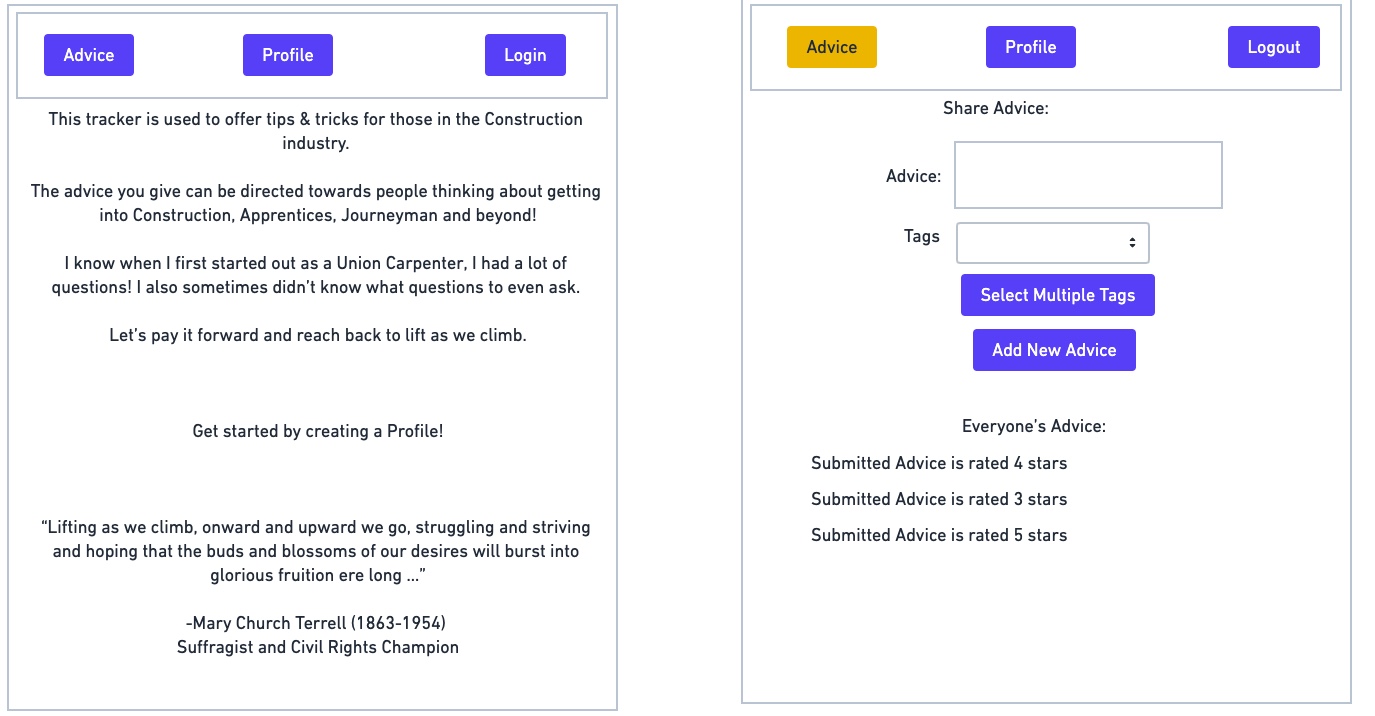 Advice
Profile
Login
This tracker is used to offer tips & tricks for those in the Construction
industry.
The advice you give can be directed towards people thinking about getting
into Construction, Apprentices, Journeyman and beyond!
I know when I first started out as a Union Carpenter, I had a lot of
questions! I also sometimes didn't know what questions to even ask.
Let's pay it forward and reach back to lift as we climb.
Get started by creating a Profile!
“Lifting as we climb, onward and upward we go, struggling and striving
and hoping that the buds and blossoms of our desires will burst into
glorious fruition ere long ...”
-Mary Church Terrell (1863-1954)
Suffragist and Civil Rights Champion
Advice
Profile
Logout
Share Advice:
Advice:
Tags
Select Multiple Tags
Add New Advice
Everyone's Advice:
Submitted Advice is rated 4 stars
Submitted Advice is rated 3 stars
Submitted Advice is rated 5 stars